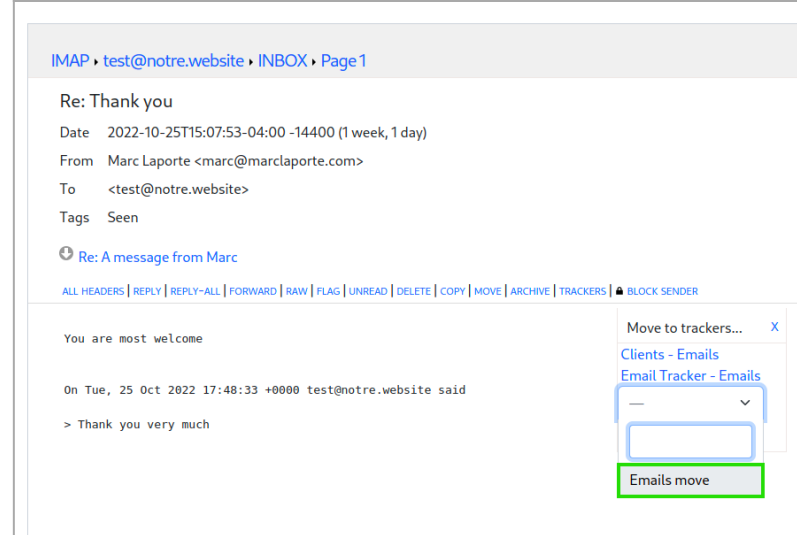 IMAP › test@notre.website › INBOX › Page 1
Re: Thank you
Date 2022-10-25T15:07:53-04:00 -14400 (1 week, 1 day)
From Marc Laporte <marc@marclaporte.com>
To <test@notre.website>
Tags Seen
Re: A message from Marc
ALL HEADERS | REPLY | REPLY-ALL | FORWARD | RAW | FLAG | UNREAD | DELETE | COPY | MOVE | ARCHIVE | TRACKERS | BLOCK SENDER
You are most welcome
On Tue, 25 Oct 2022 17:48:33 +0000 test@notre.website said
> Thank you very much
Move to trackers... X
Clients - Emails
Email Tracker - Emails
—
Emails move